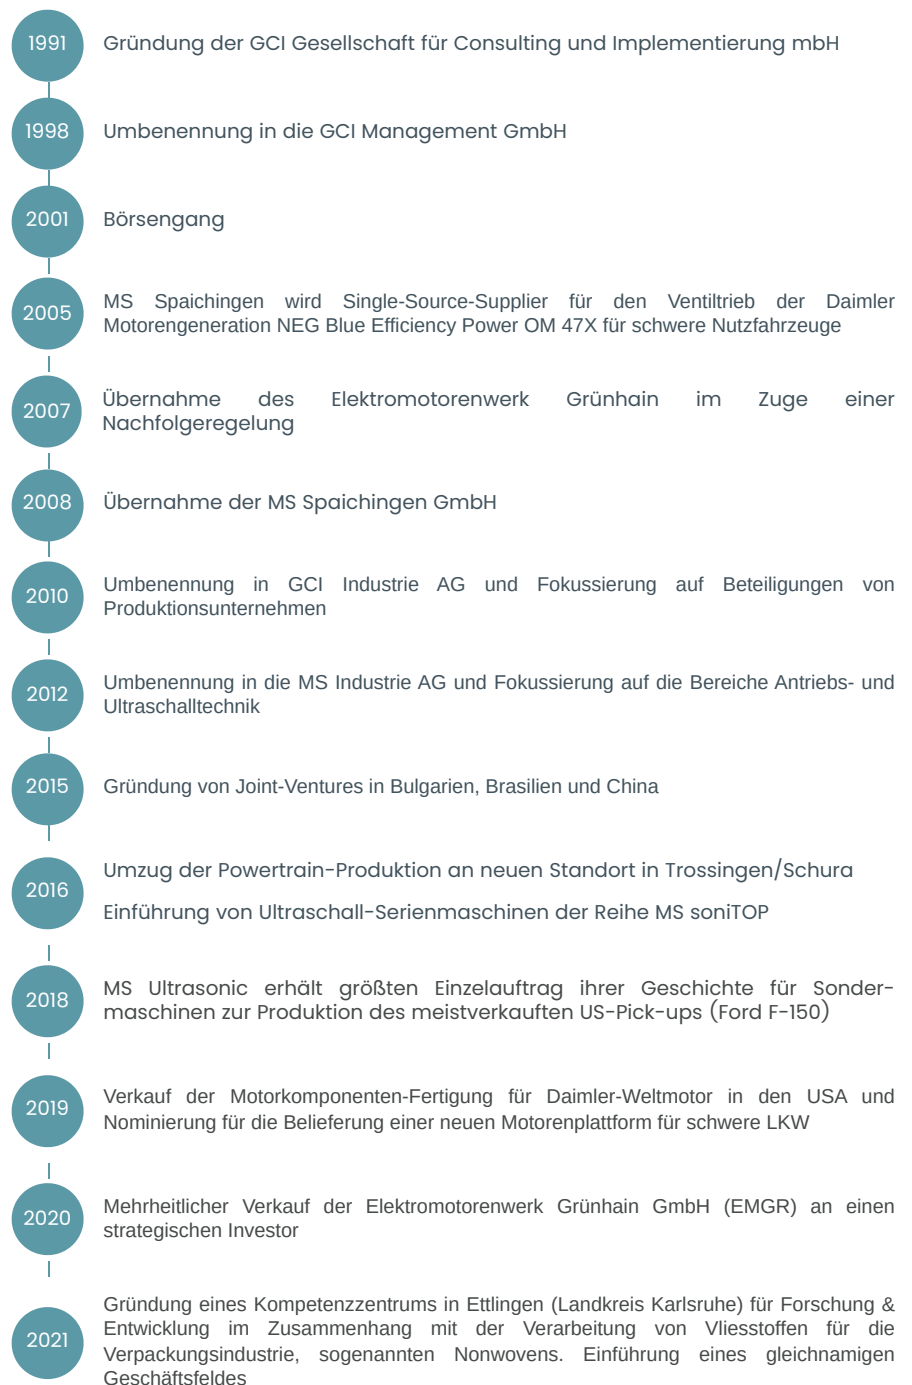 1991
Gründung der GCI Gesellschaft für Consulting und Implementierung mbH
1998
Umbenennung in die GCI Management GmbH
2001
Börsengang
2005
MS Spaichingen wird Single-Source-Supplier für den Ventiltrieb der Daimler
Motorengeneration NEG Blue Efficiency Power OM 47X für schwere Nutzfahrzeuge
2007
Übernahme des Elektromotorenwerk Grünhain im Zuge einer
Nachfolgeregelung
2008
Übernahme der MS Spaichingen GmbH
2010
Umbenennung in GCI Industrie AG und Fokussierung auf Beteiligungen von
Produktionsunternehmen
2012
Umbenennung in die MS Industrie AG und Fokussierung auf die Bereiche Antriebs- und
Ultraschalltechnik
2015
Gründung von Joint-Ventures in Bulgarien, Brasilien und China
2016
Umzug der Powertrain-Produktion an neuen Standort in Trossingen/Schura
Einführung von Ultraschall-Serienmaschinen der Reihe MS soniTOP
2018
MS Ultrasonic erhält größten Einzelauftrag ihrer Geschichte für Sonder-
maschinen zur Produktion des meistverkauften US-Pick-ups (Ford F-150)
2019
Verkauf der Motorkomponenten-Fertigung für Daimler-Weltmotor in den USA und
Nominierung für die Belieferung einer neuen Motorenplattform für schwere LKW
2020
Mehrheitlicher Verkauf der Elektromotorenwerk Grünhain GmbH (EMGR) an einen
strategischen Investor
2021
Gründung eines Kompetenzzentrums in Ettlingen (Landkreis Karlsruhe) für Forschung &
Entwicklung im Zusammenhang mit der Verarbeitung von Vliesstoffen für die
Verpackungsindustrie, sogenannten Nonwovens. Einführung eines gleichnamigen
Geschäftsfeldes